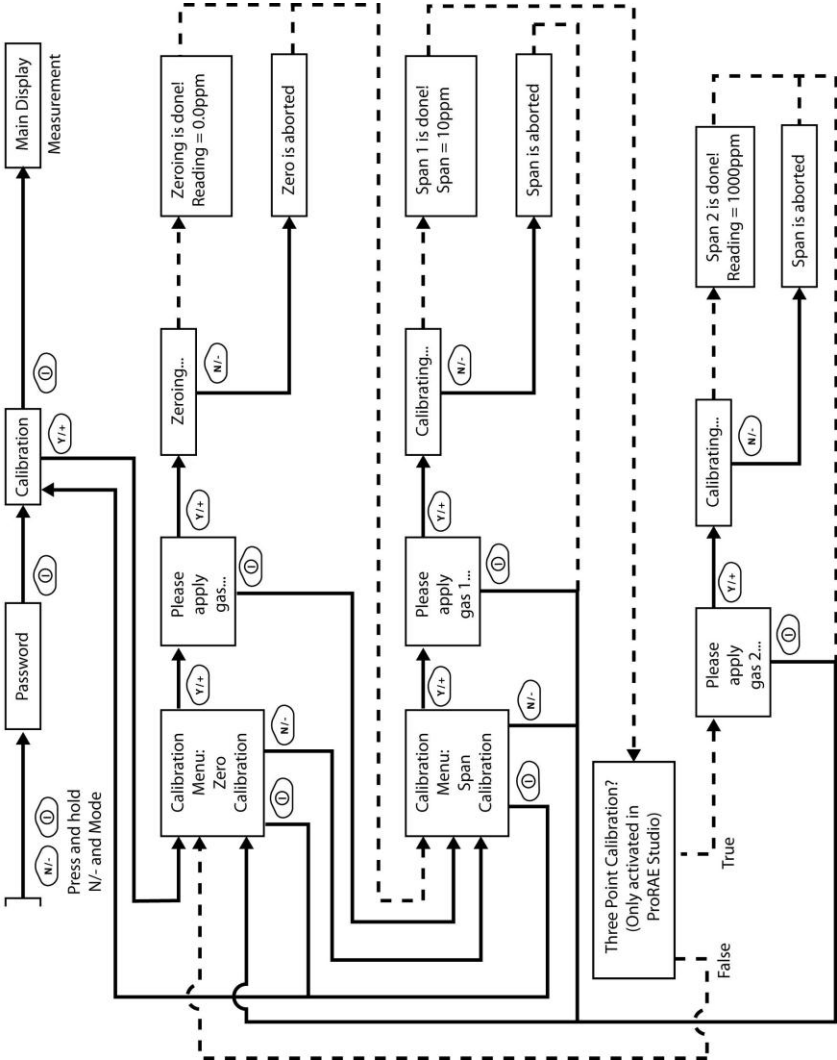 N/-
Press and hold
N/- and Mode
Password
Calibration
Y/+
Main Display
Measurement
Calibration
Menu:
Zero
Calibration
N/-
Y/+
Please
apply
gas...
Y/+
Zeroing...
N/-
Zeroing is done!
Reading = 0.0ppm
Zero is aborted
Calibration
Menu:
Span
Calibration
N/-
Y/+
Please
apply
gas 1...
Y/+
Calibrating...
N/-
Span 1 is done!
Span = 10ppm
Span is aborted
Three Point Calibration?
(Only activated in
ProRAE Studio)
False
True
Please
apply
gas 2...
Y/+
Calibrating...
N/-
Span 2 is done!
Reading = 1000ppm
Span is aborted